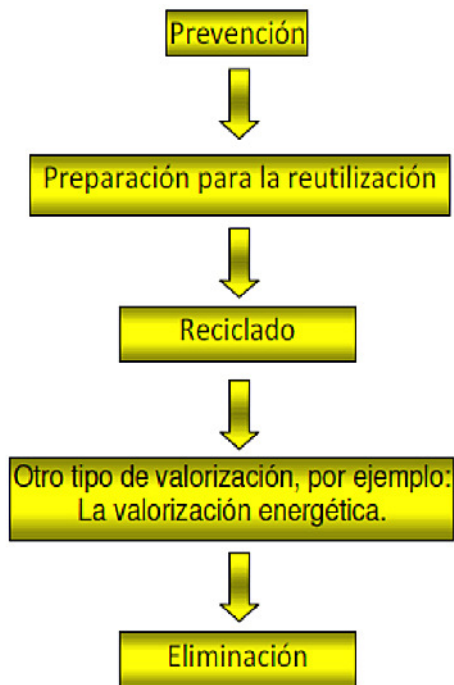 Prevención
Preparación para la reutilización
Reciclado
Otro tipo de valorización, por ejemplo:
La valorización energética.
Eliminación